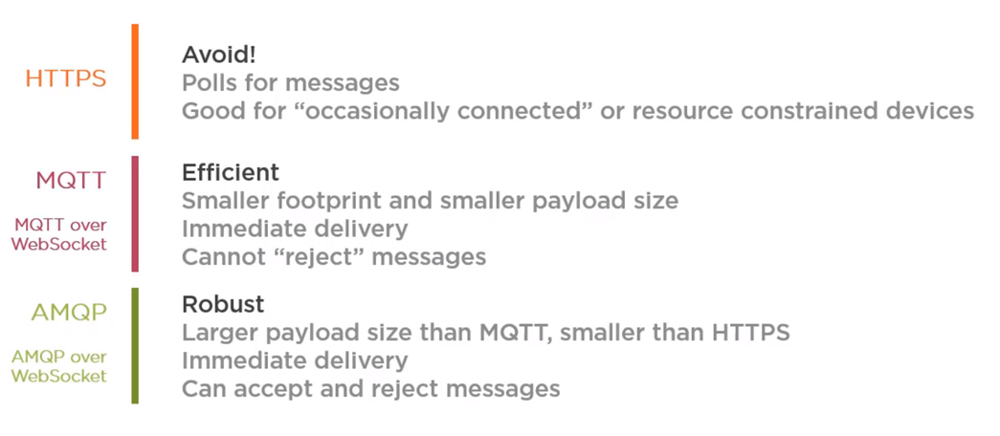 HTTPS
Avoid!
Polls for messages
Good for “occasionally connected” or resource constrained devices
MQTT
MQTT over
WebSocket
Efficient
Smaller footprint and smaller payload size
Immediate delivery
Cannot “reject” messages
AMQP
AMQP over
WebSocket
Robust
Larger payload size than MQTT, smaller than HTTPS
Immediate delivery
Can accept and reject messages